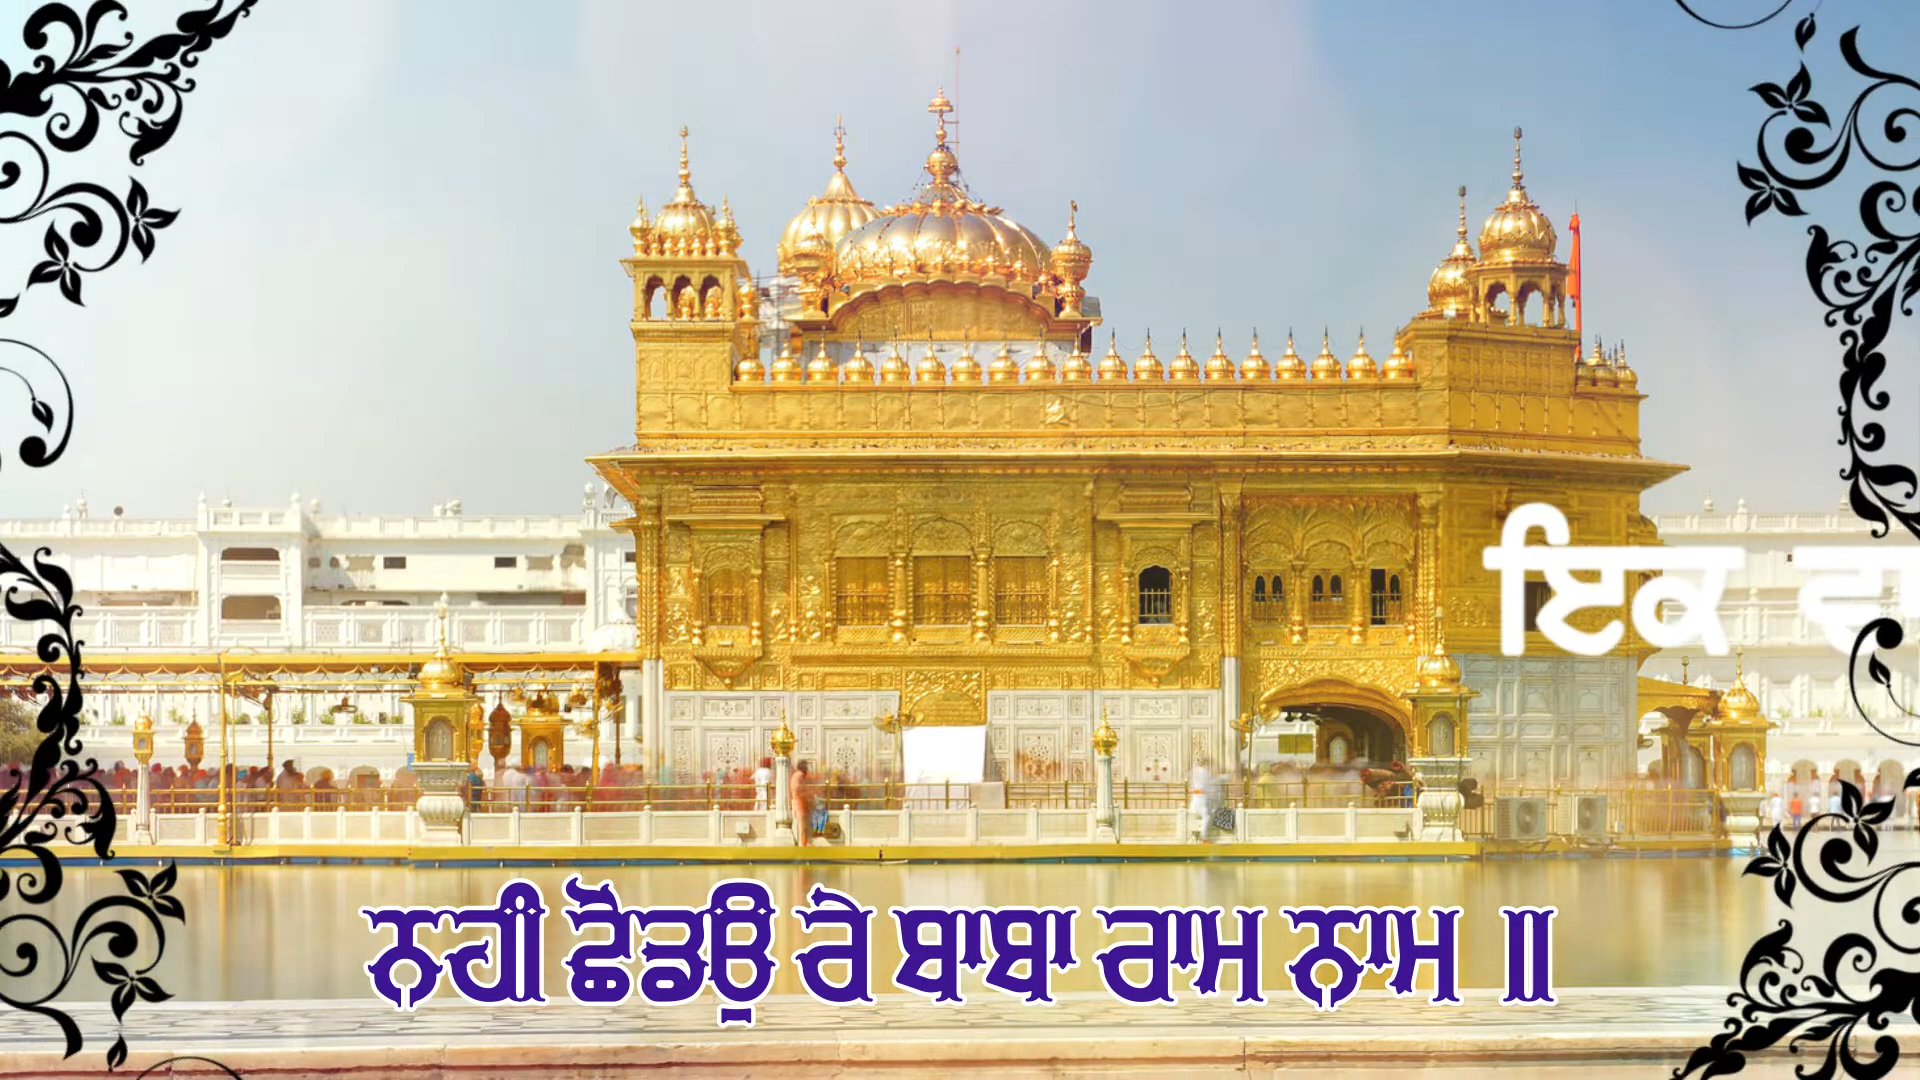 ਇਕ
ਨਹੀ ਛੋਡਉ ਰੇ ਬਾਬਾ ਰਾਮ ਨਾਮ ॥